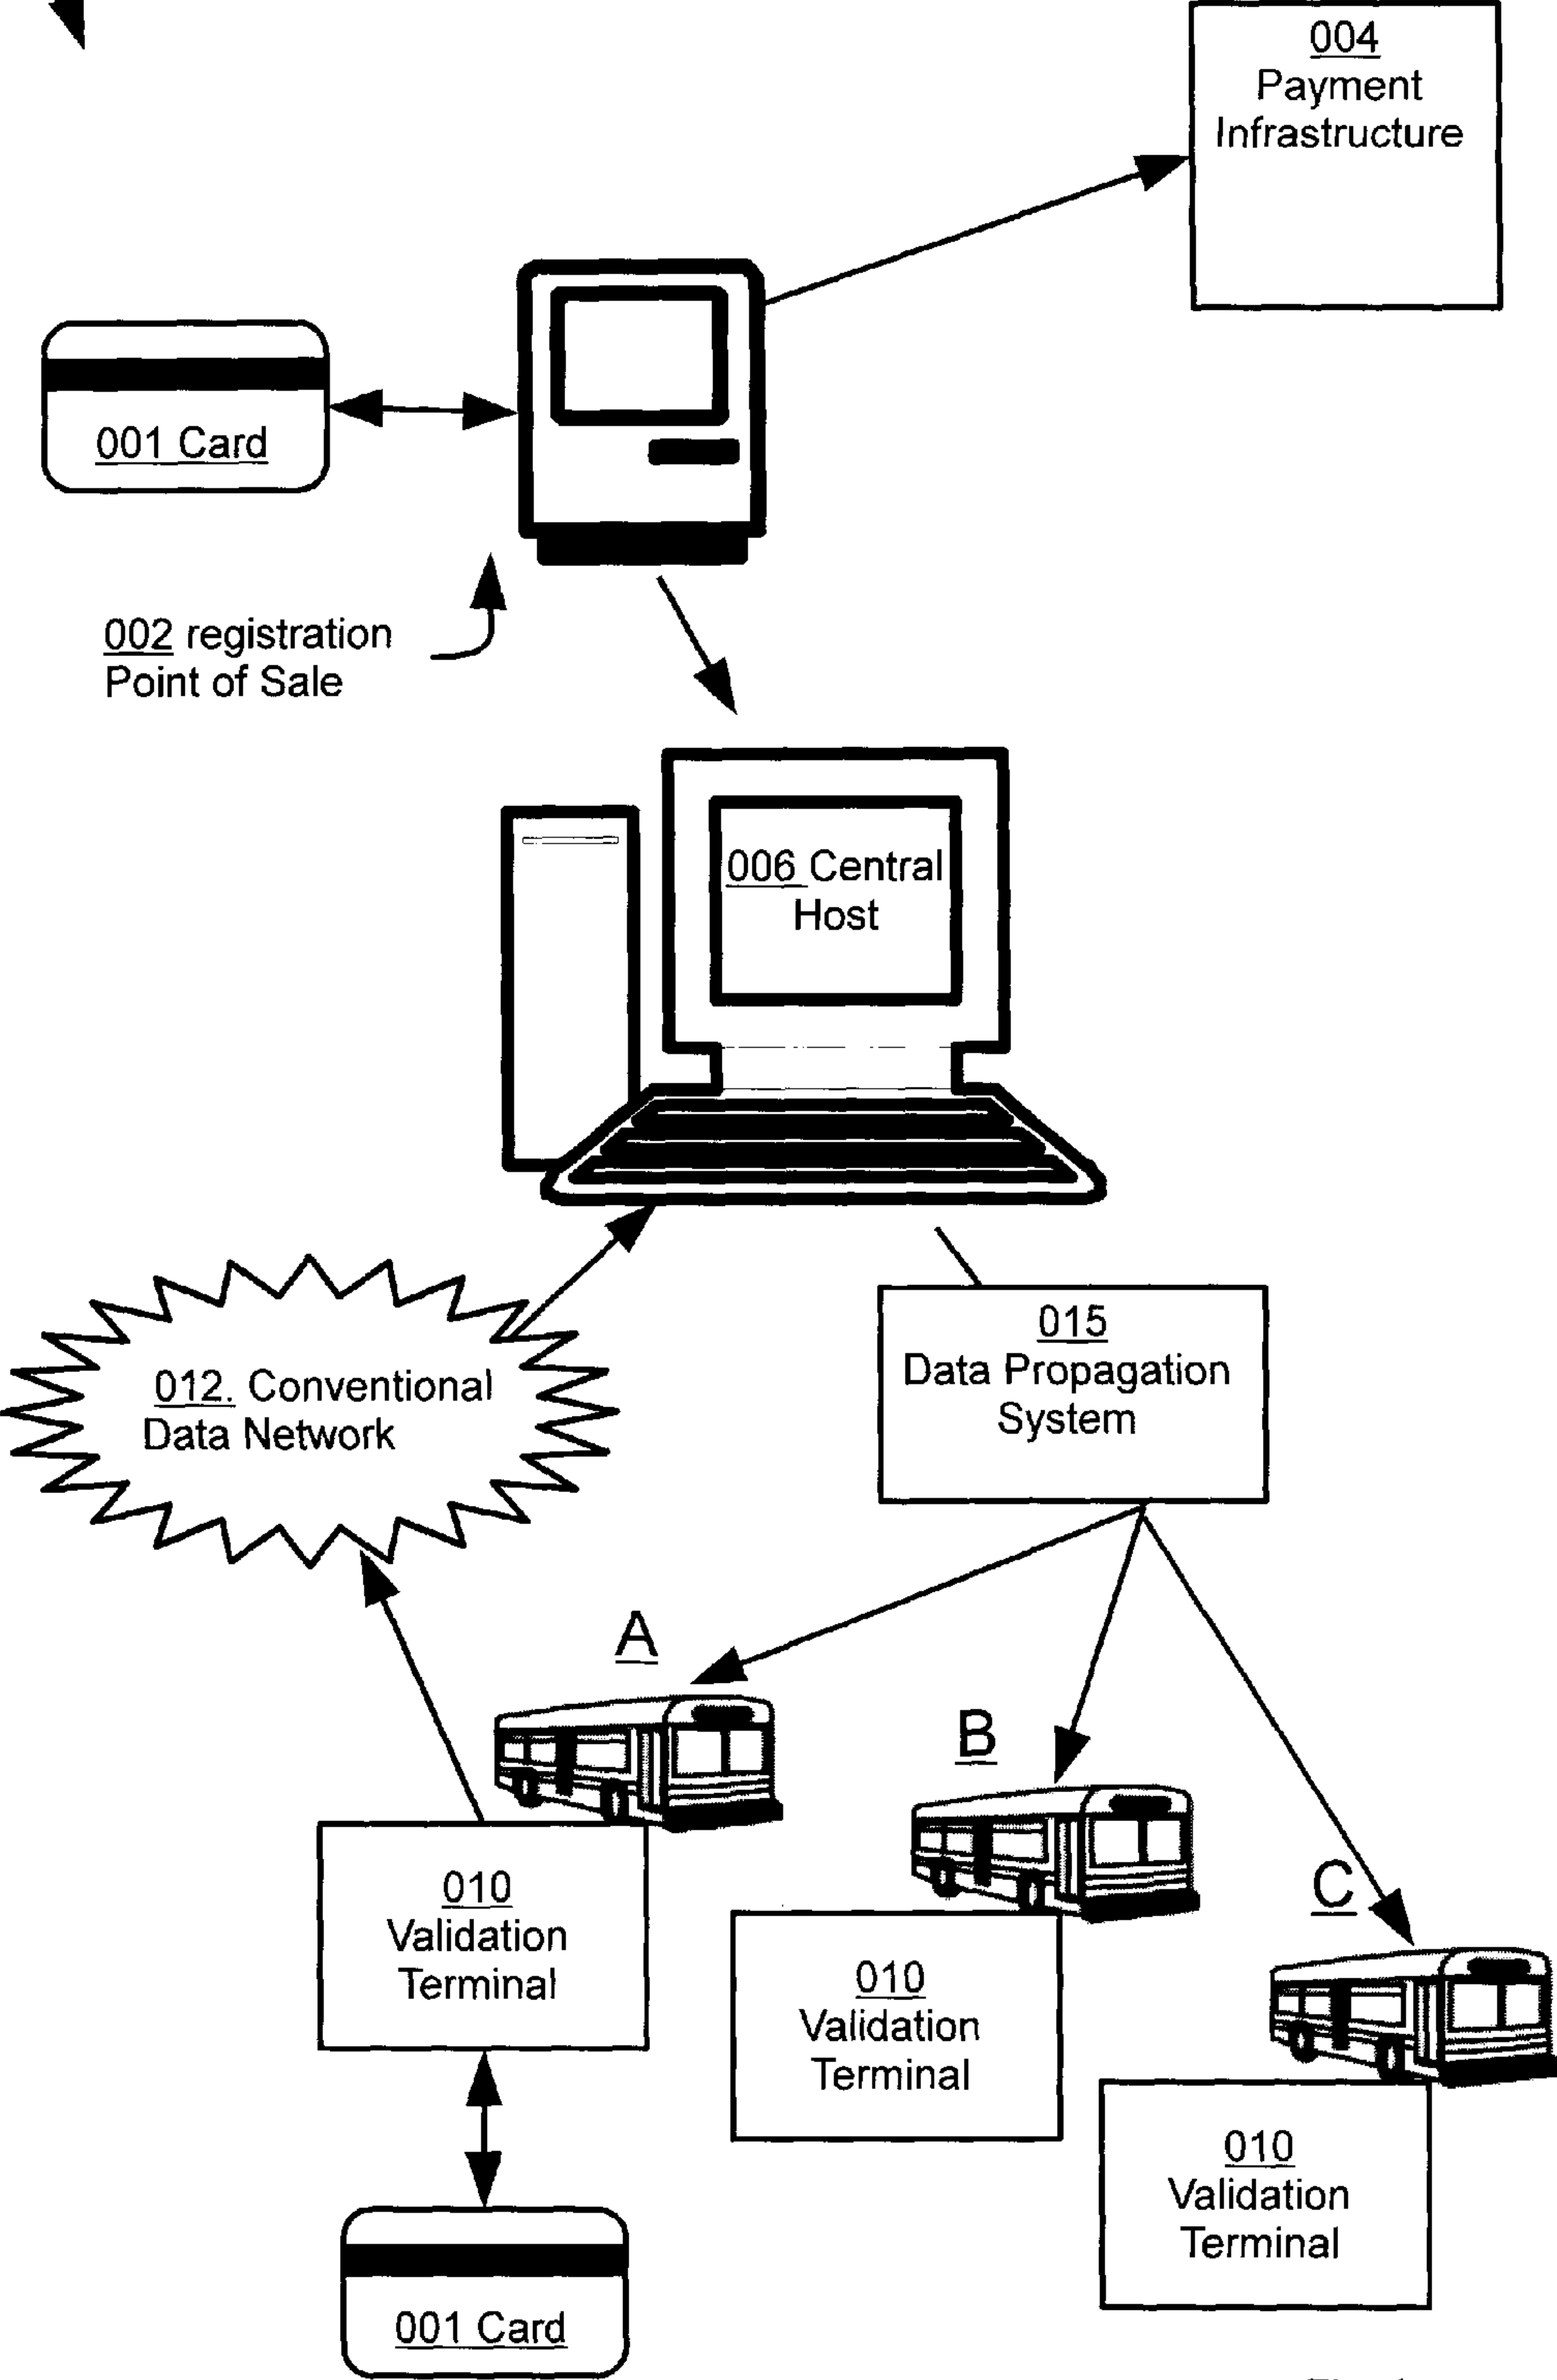 004
Payment
Infrastructure
001 Card
002 registration
Point of Sale
006 Central
Host
015
Data Propagation
System
012. Conventional
Data Network
A
B
C
010
Validation
Terminal
010
Validation
Terminal
010
Validation
Terminal
001 Card